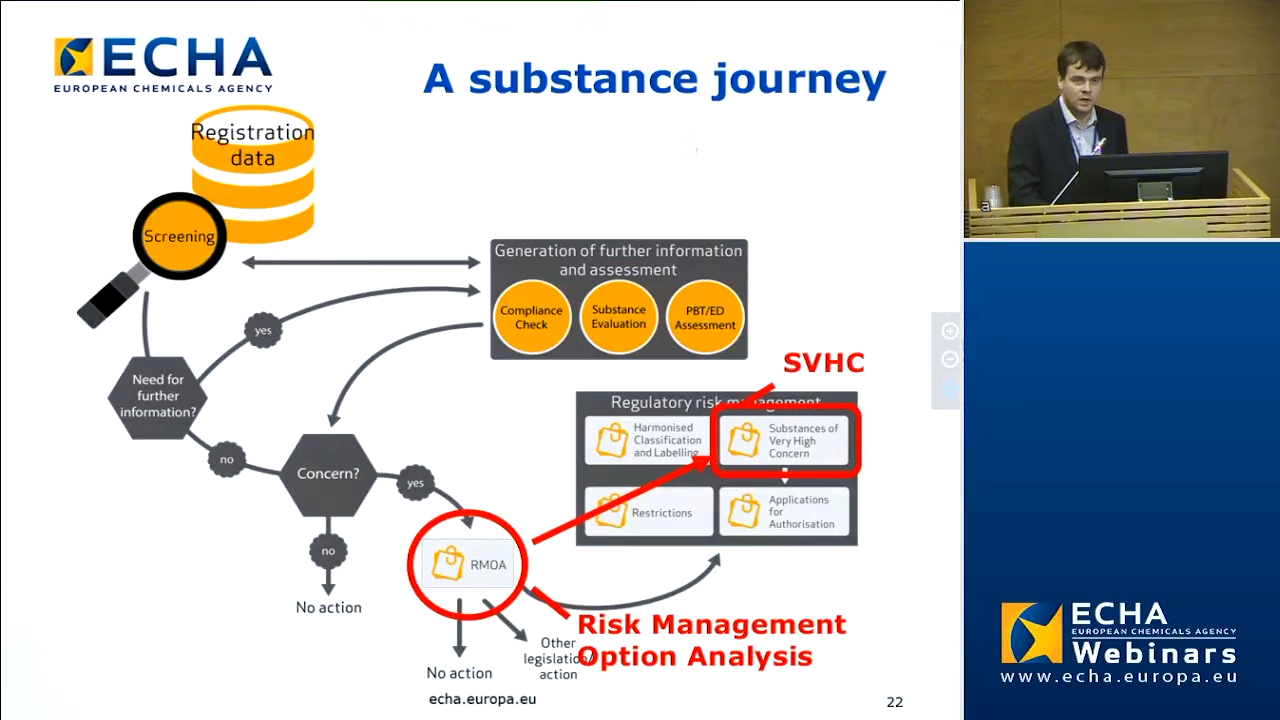 ECHA
EUROPEAN CHEMICALS AGENCY
A substance journey
Registration
data
Screening
Generation of further information
and assessment
Compliance
Check
Substance
Evaluation
PBT/ED
Assessment
yes
Need for
further
information?
no
Concern?
yes
no
No action
SVHC
Regulatory risk management
Harmonised
Classification
and Labelling
Substances of
Very High
Concern
Restrictions
Applications
for
Authorisation
RMOA
Risk Management
Option Analysis
Other
legislation/
action
No action
echa.europa.eu
22
a
ECHA
EUROPEAN CHEMICALS AGENCY
Webinars
www.echa.europa.eu